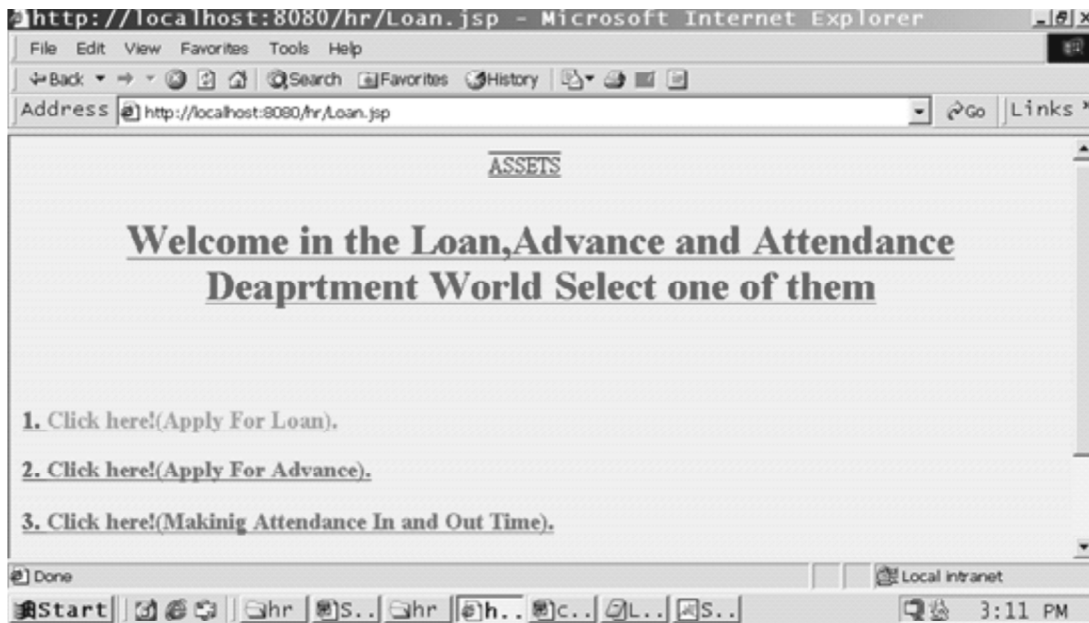 http://localhost:8080/hr/Loan.jsp - Microsoft Internet Explorer
File Edit View Favorites Tools Help
Back Search Favorites History
Address http://localhost:8080/hr/Loan.jsp Go Links »
ASSETS
Welcome in the Loan,Advance and Attendance
Deaprtment World Select one of them
1. Click here!(Apply For Loan).
2. Click here!(Apply For Advance).
3. Click here!(Makinig Attendance In and Out Time).
Done Local intranet
Start hr S.. hr h.. c.. L.. S.. 3:11 PM